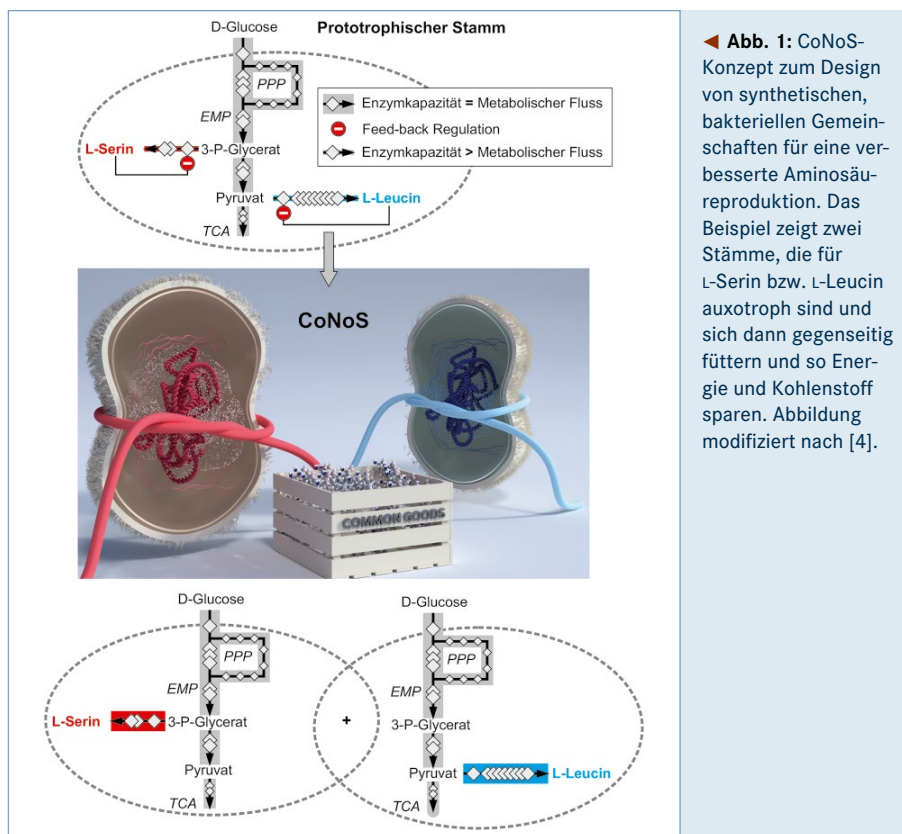 D-Glucose
Prototrophischer Stamm
PPP
EMP
Enzymkapazität = Metabolischer Fluss
Feed-back Regulation
Enzymkapazität > Metabolischer Fluss
L-Serin
3-P-Glycerat
Pyruvat
L-Leucin
TCA
CoNoS
COMMON GOODS
D-Glucose
PPP
EMP
L-Serin
3-P-Glycerat
Pyruvat
TCA
+
D-Glucose
PPP
EMP
3-P-Glycerat
Pyruvat
L-Leucin
TCA
◀ Abb. 1: CoNoS-
Konzept zum Design
von synthetischen,
bakteriellen Gemein-
schaften für eine ver-
besserte Aminosäu-
reproduktion. Das
Beispiel zeigt zwei
Stämme, die für
L-Serin bzw. L-Leucin
auxotroph sind und
sich dann gegenseitig
füttern und so Ener-
gie und Kohlenstoff
sparen. Abbildung
modifiziert nach [4].